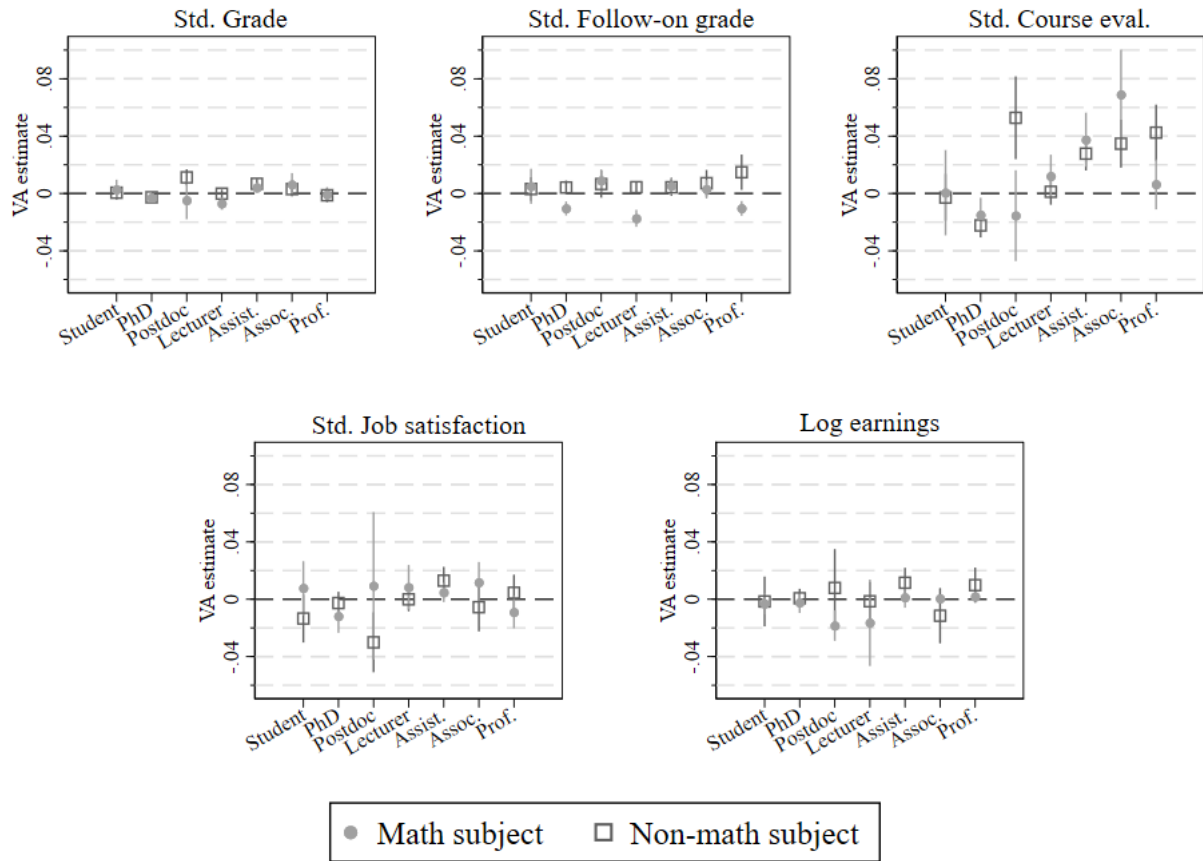 Std. Grade
Std. Follow-on grade
Std. Course eval.
VA estimate
.08
.04
0
-.04
Student
PhD
Postdoc
Lecturer
Assist.
Assoc.
Prof.
VA estimate
.08
.04
0
-.04
Student
PhD
Postdoc
Lecturer
Assist.
Assoc.
Prof.
VA estimate
.08
.04
0
-.04
Student
PhD
Postdoc
Lecturer
Assist.
Assoc.
Prof.
Std. Job satisfaction
Log earnings
VA estimate
.08
.04
0
-.04
Student
PhD
Postdoc
Lecturer
Assist.
Assoc.
Prof.
VA estimate
.08
.04
0
-.04
Student
PhD
Postdoc
Lecturer
Assist.
Assoc.
Prof.
Math subject
Non-math subject